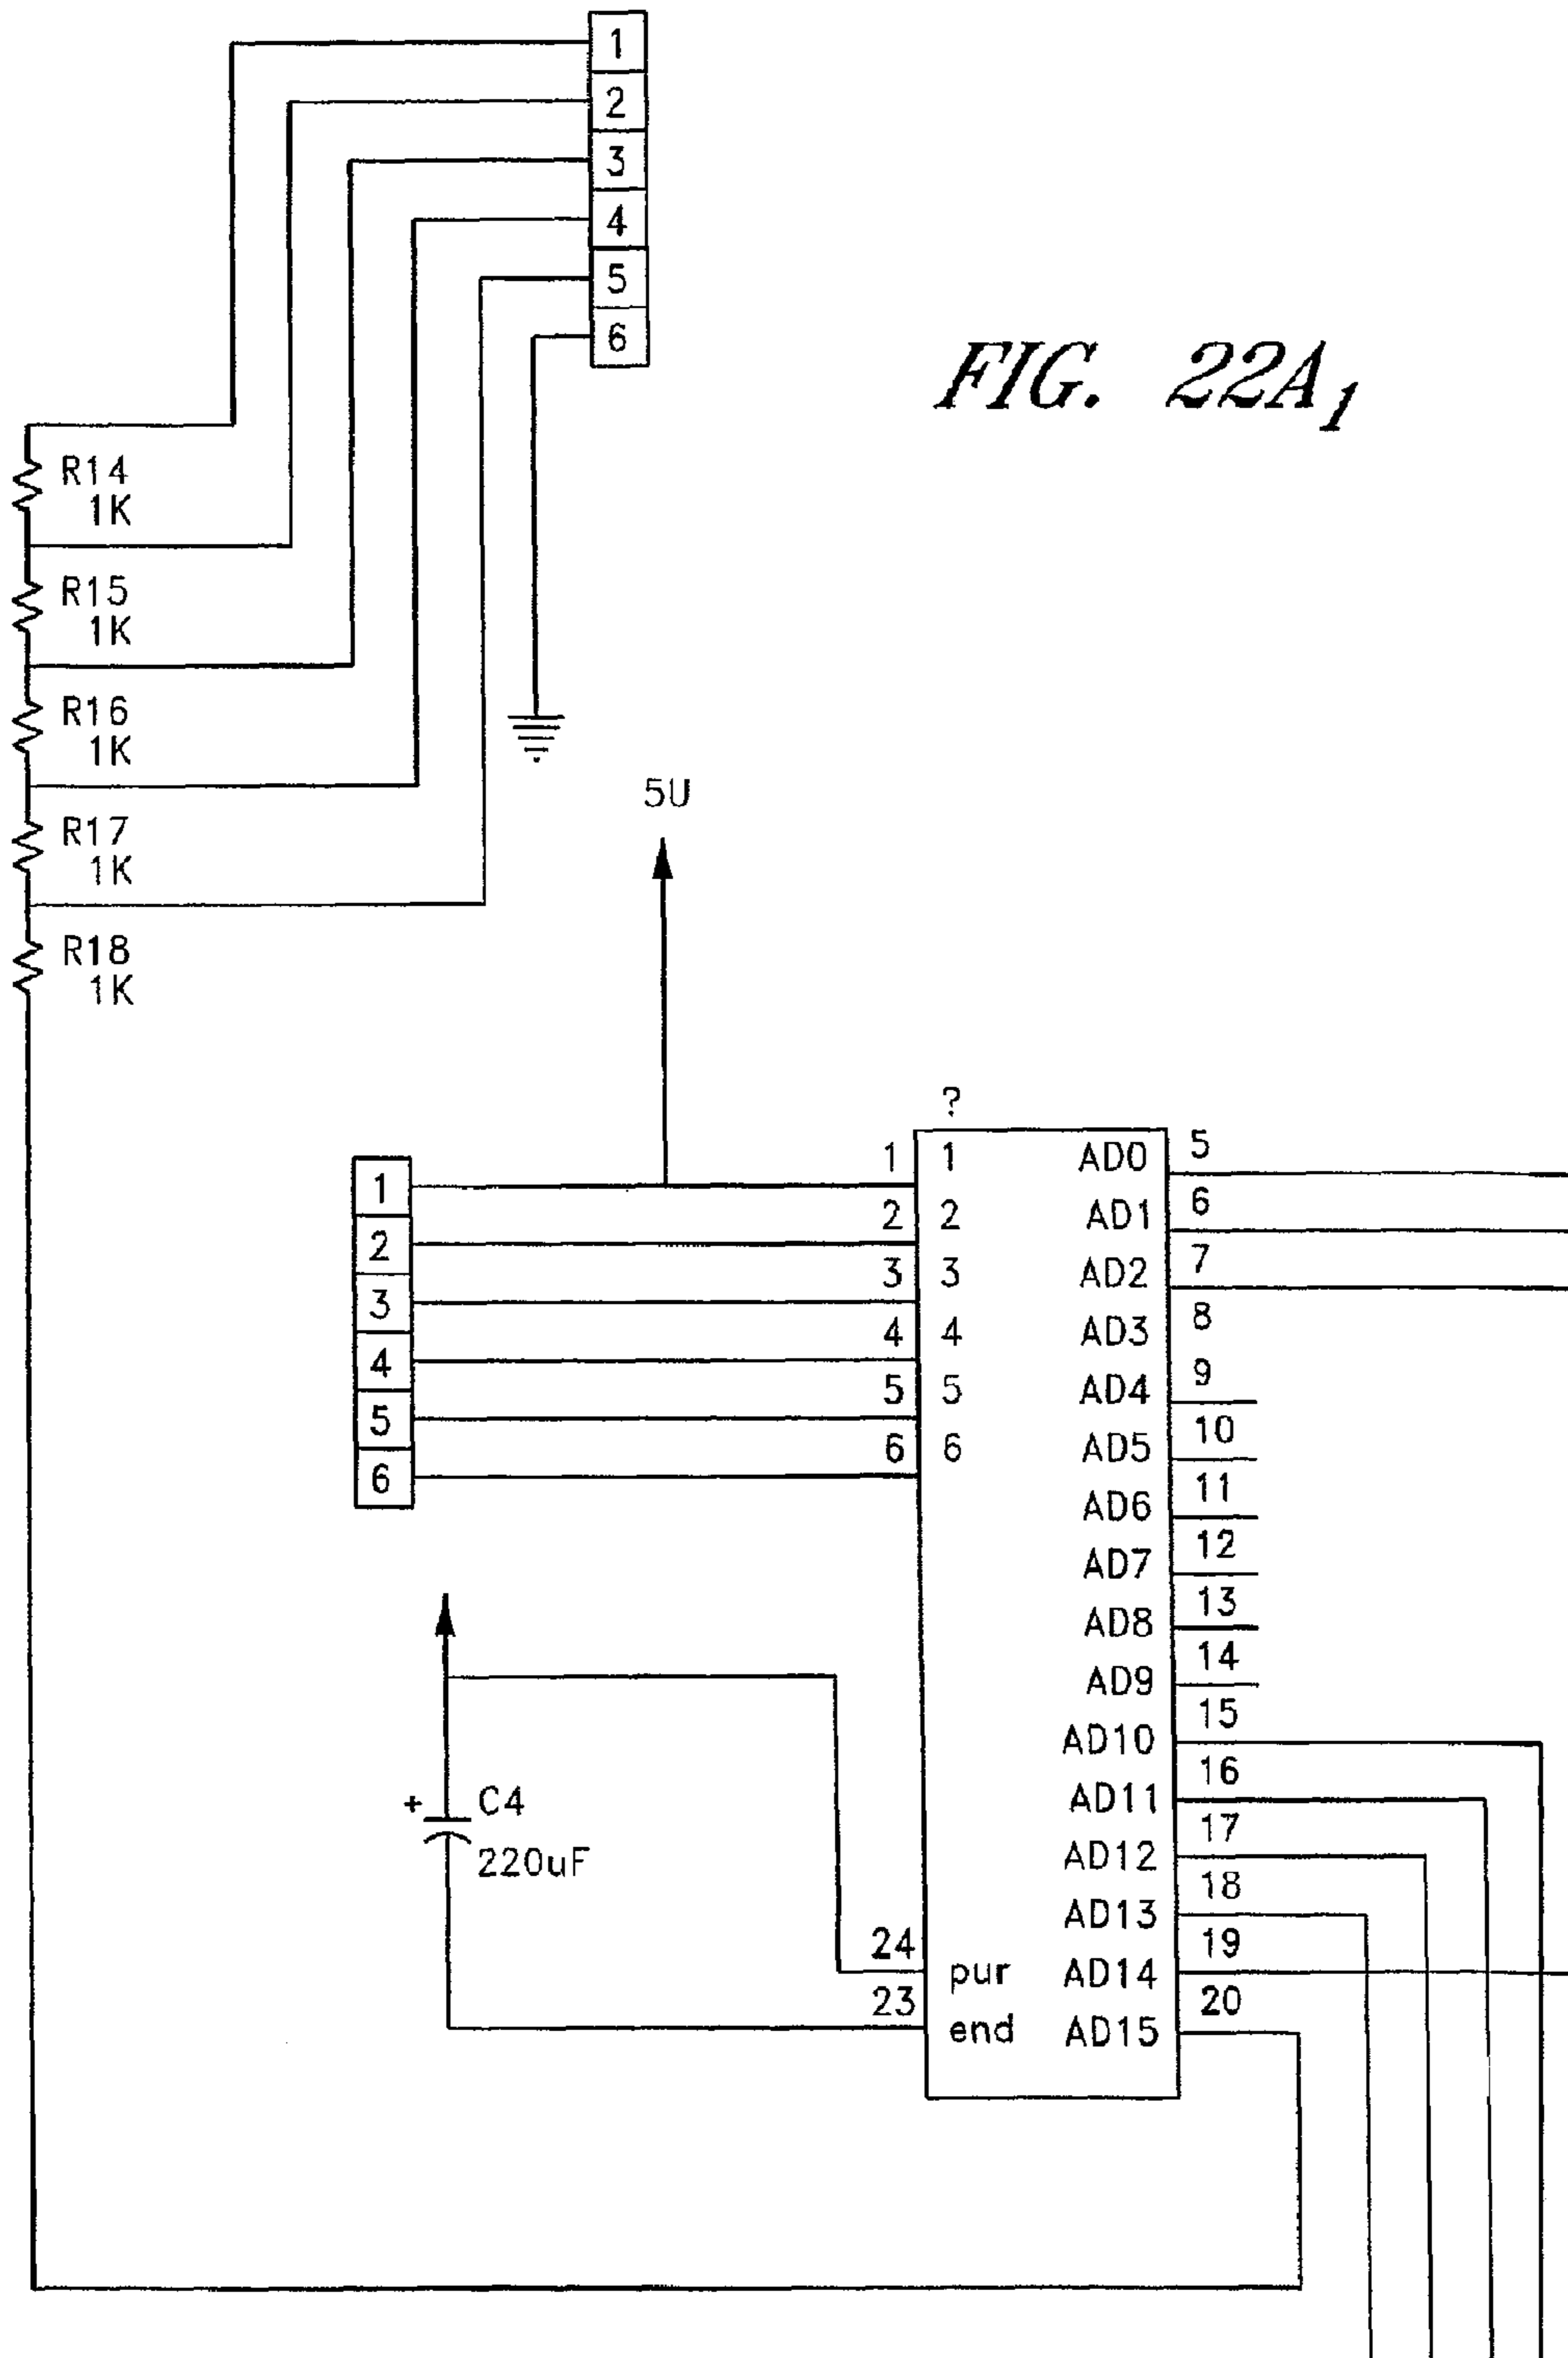 1
2
3
4
5
6
FIG. 22A1
R14
1K
R15
1K
R16
1K
R17
1K
R18
1K
5U
?
1
2
3
4
5
6
1 1 AD0 5
2 2 AD1 6
3 3 AD2 7
4 4 AD3 8
5 5 AD4 9
6 6 AD5 10
AD6 11
AD7 12
AD8 13
AD9 14
AD10 15
AD11 16
AD12 17
AD13 18
24 pur AD14 19
23 end AD15 20
+ C4
220uF